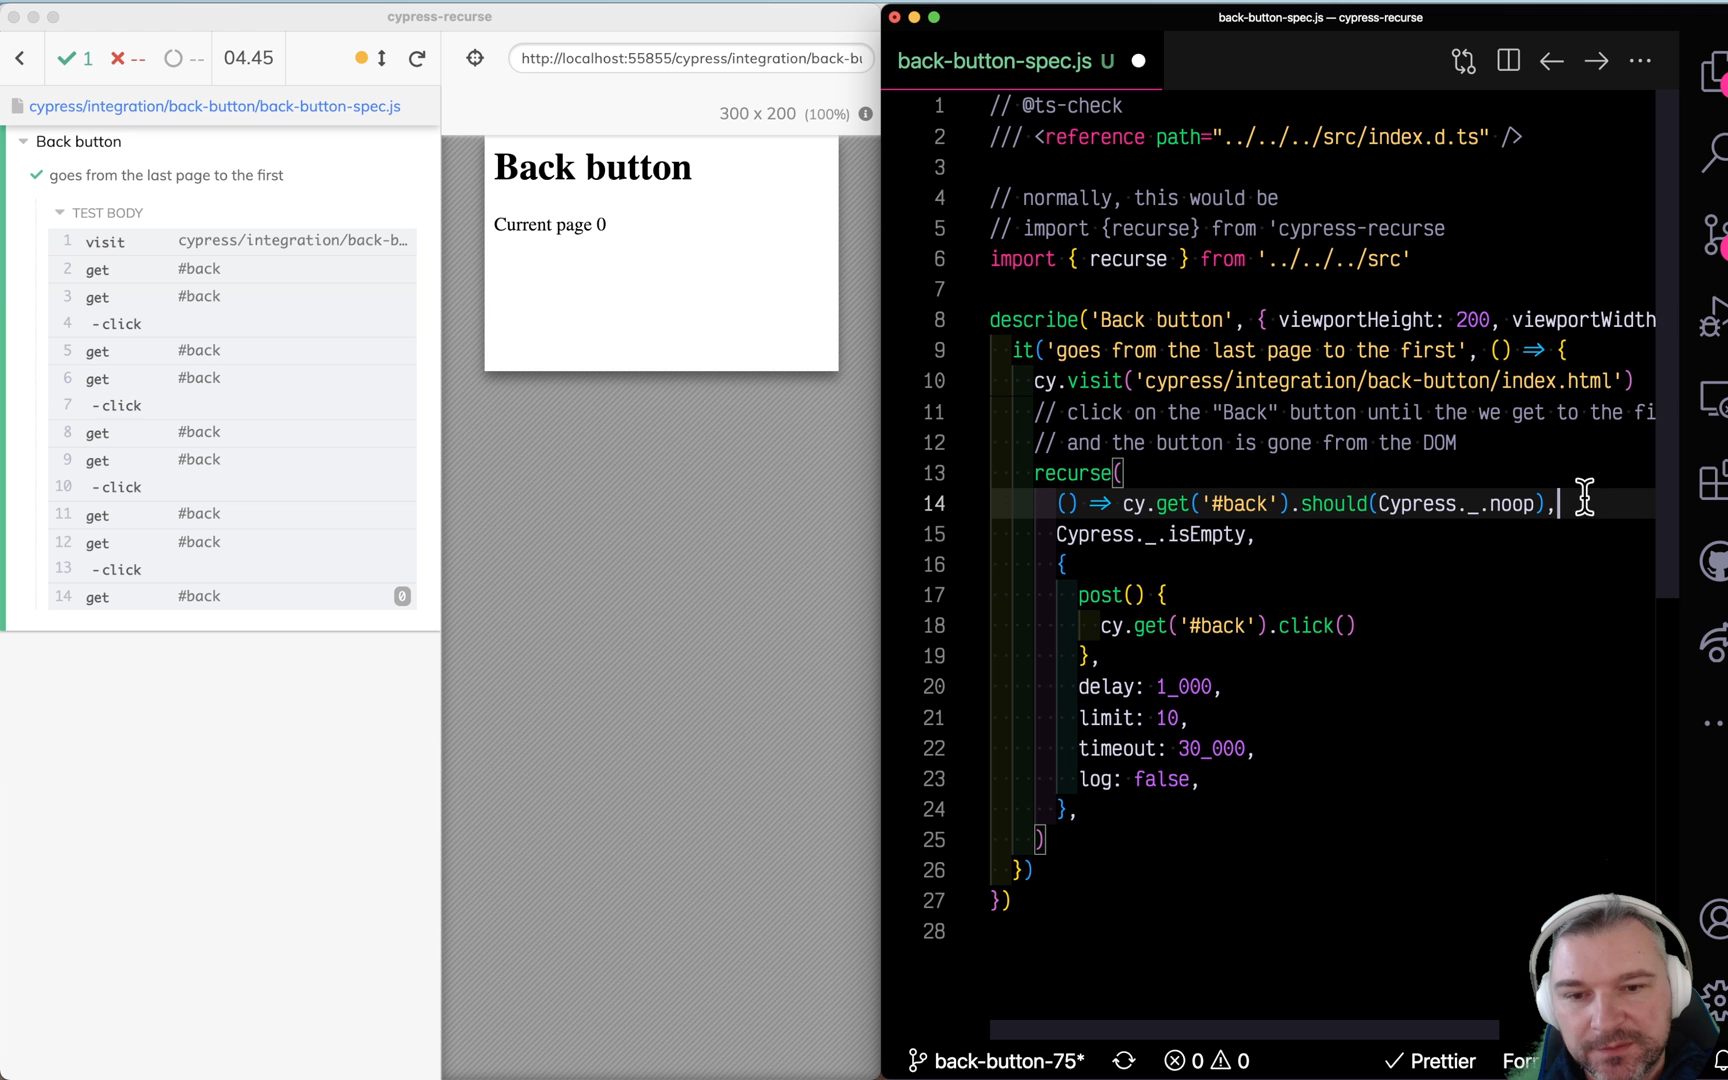 cypress-recurse
1
--
--
04.45
http://localhost:55855/cypress/integration/back-bu
cypress/integration/back-button/back-button-spec.js
300 x 200 (100%)
Back button
goes from the last page to the first
TEST BODY
1 visit cypress/integration/back-b…
2 get #back
3 get #back
4 -click
5 get #back
6 get #back
7 -click
8 get #back
9 get #back
10 -click
11 get #back
12 get #back
13 -click
14 get #back 0
Back button
Current page 0
back-button-spec.js — cypress-recurse
back-button-spec.js U
1 // @ts-check
2 /// <reference path="../../../src/index.d.ts" />
3
4 // normally, this would be
5 // import {recurse} from 'cypress-recurse
6 import { recurse } from '../../../src'
7
8 describe('Back button', { viewportHeight: 200, viewportWidth
9 it('goes from the last page to the first', () => {
10 cy.visit('cypress/integration/back-button/index.html')
11 // click on the "Back" button until the we get to the fi
12 // and the button is gone from the DOM
13 recurse(
14 () => cy.get('#back').should(Cypress._.noop),
15 Cypress._.isEmpty,
16 {
17 post() {
18 cy.get('#back').click()
19 },
20 delay: 1_000,
21 limit: 10,
22 timeout: 30_000,
23 log: false,
24 },
25 )
26 })
27 })
28
back-button-75* 0 0 Prettier For